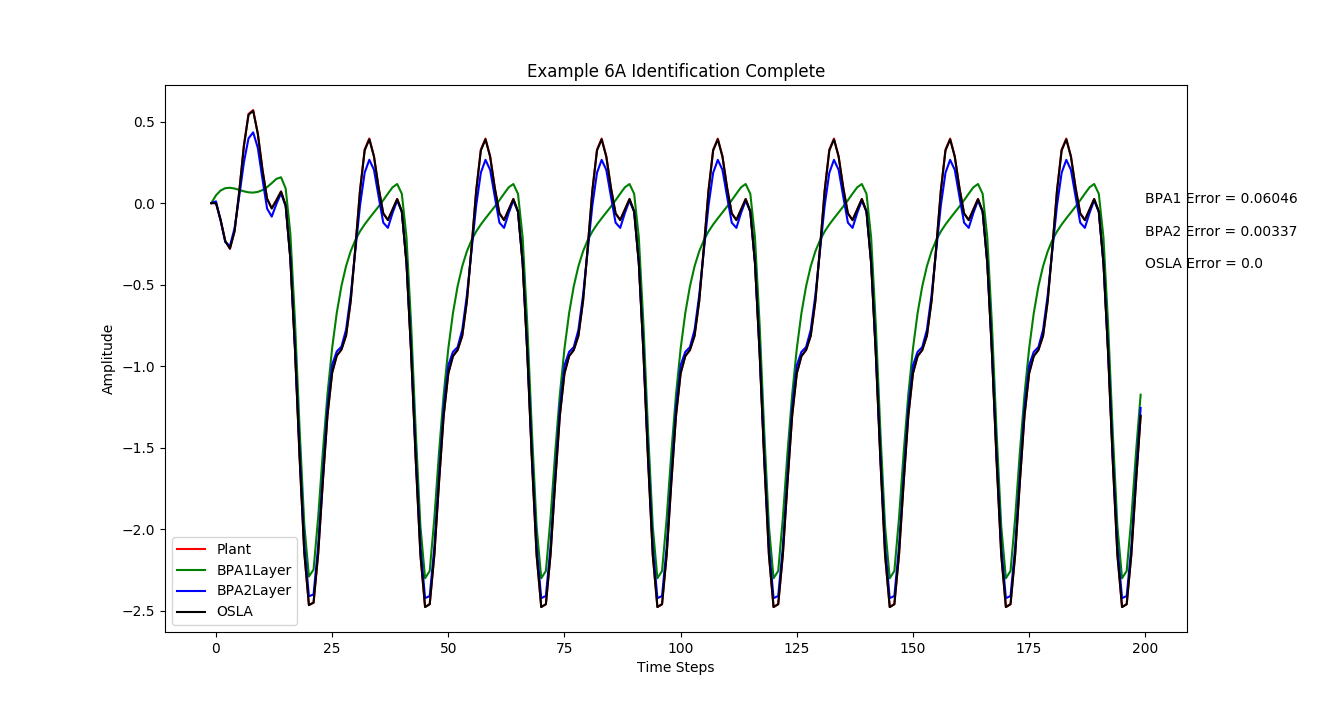 Example 6A Identification Complete
Amplitude
0.5
0.0
−0.5
−1.0
−1.5
−2.0
−2.5
BPA1 Error = 0.06046
BPA2 Error = 0.00337
OSLA Error = 0.0
Plant
BPA1Layer
BPA2Layer
OSLA
0 25 50 75 100 125 150 175 200
Time Steps